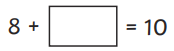 8 + = 10